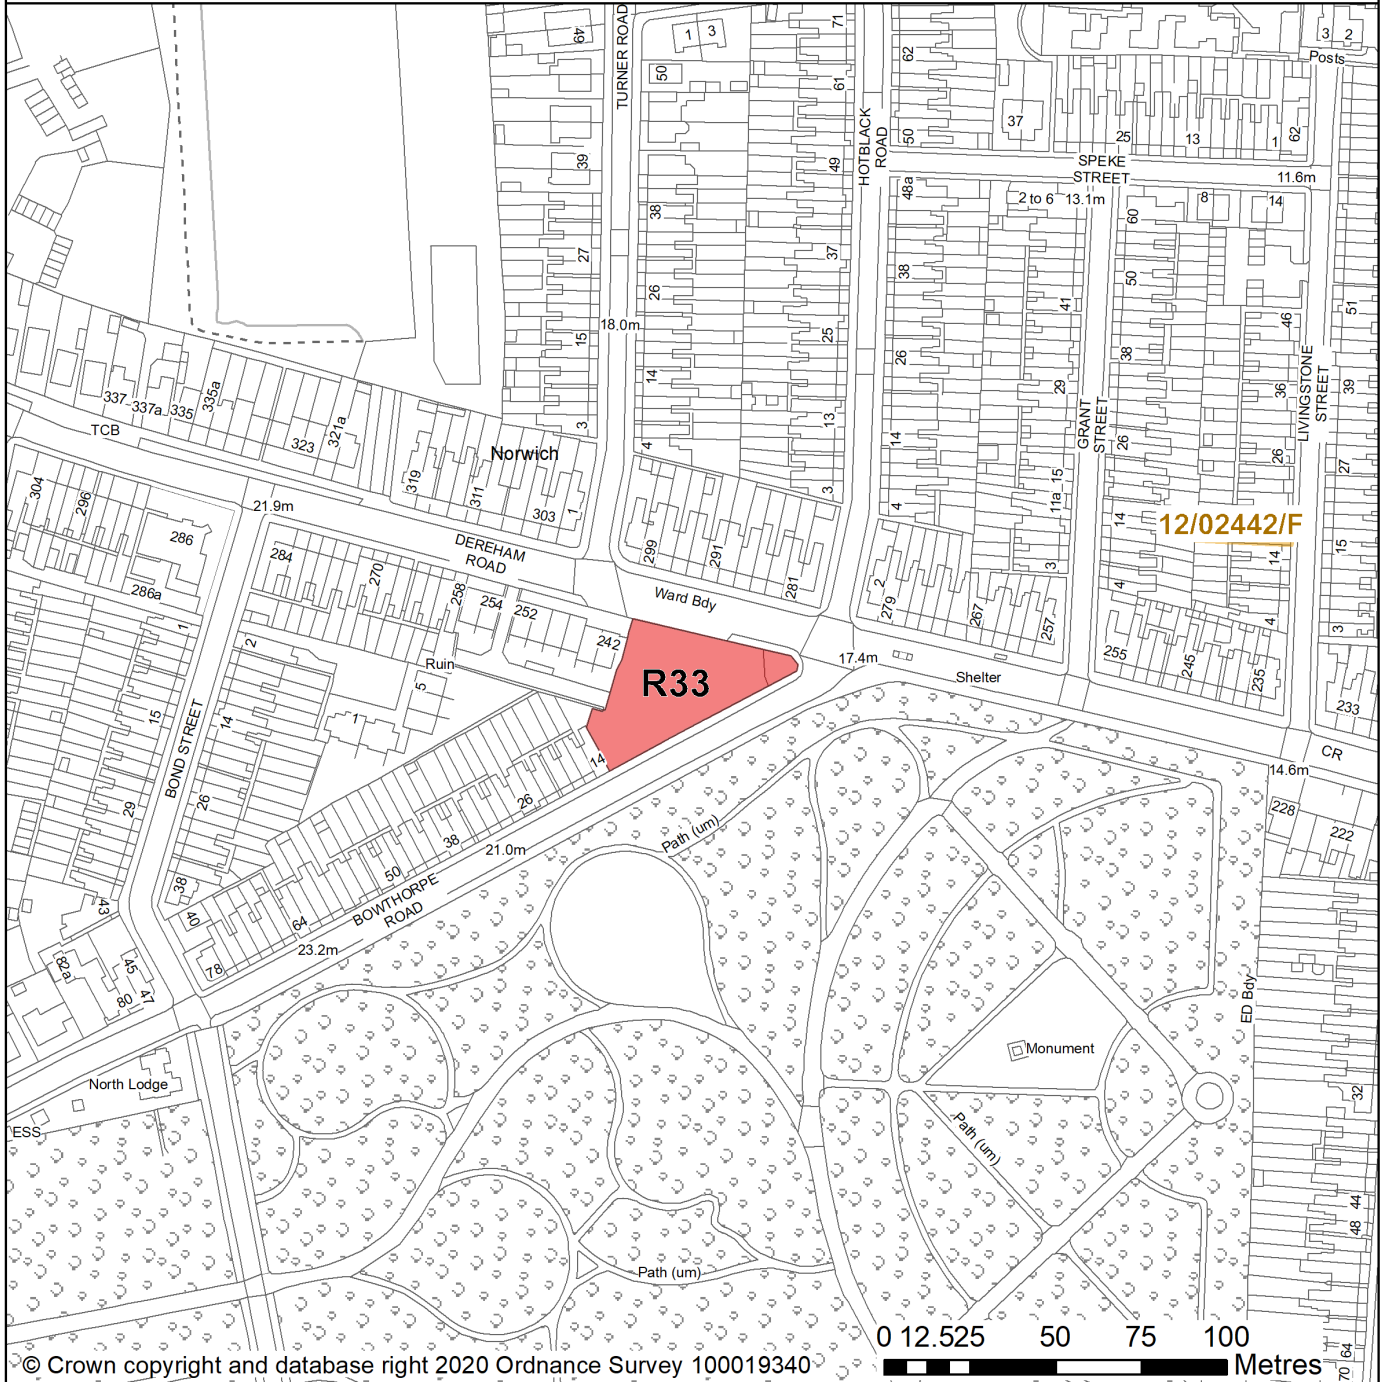 49
TURNER ROAD
1
3
50
71
61
62
HOTBLACK
ROAD
50
49
48a
37
25
13
1
62
3
2
Posts
SPEKE
STREET
11.6m
2 to 6
13.1m
8
14
60
50
39
38
27
26
15
14
3
4
18.0m
37
38
25
26
13
14
3
4
41
29
38
GRANT
STREET
26
11a
15
14
3
4
46
36
26
LIVINGSTONE
STREET
51
39
27
15
14
3
4
12/02442/F
337
337a
335
335a
323
321a
TCB
319
311
Norwich
303
1
304
296
286
286a
21.9m
284
270
258
254
252
242
DEREHAM
ROAD
299
291
281
Ward Bdy
2
279
267
257
255
245
235
233
17.4m
Shelter
CR
14.6m
228
222
R33
Ruin
5
1
1
2
15
14
BOND STREET
29
26
38
40
43
45
47
80
82a
78
64
50
38
26
14
BOWTHORPE
ROAD
21.0m
23.2m
Path (um)
ED Bdy
Monument
Path (um)
North Lodge
ESS
32
44
48
64
70
Path (um)
0 12.525 50 75 100
Metres
© Crown copyright and database right 2020 Ordnance Survey 100019340